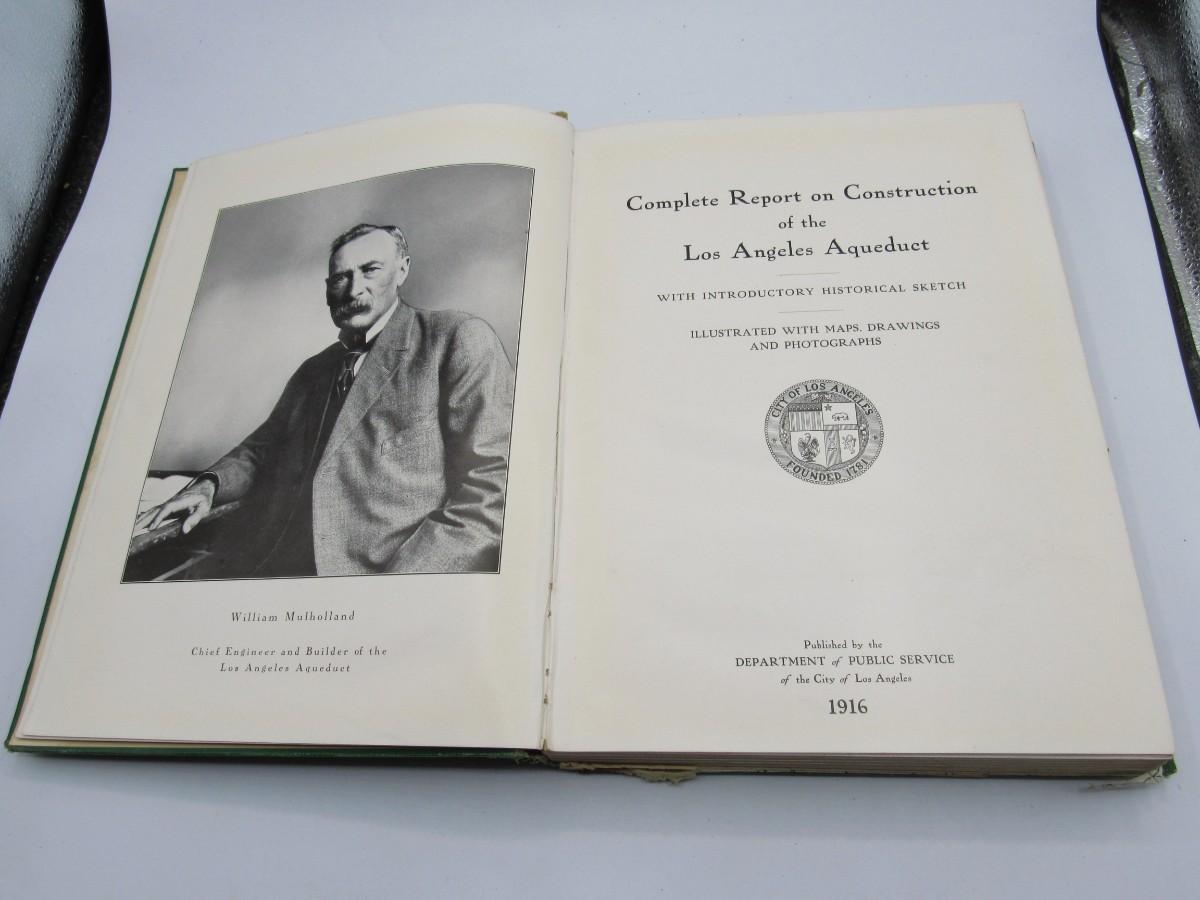 William Mulholland
Chief Engineer and Builder of the
Los Angeles Aqueduct
Complete Report on Construction
of the
Los Angeles Aqueduct
WITH INTRODUCTORY HISTORICAL SKETCH
ILLUSTRATED WITH MAPS, DRAWINGS
AND PHOTOGRAPHS
CITY OF LOS ANGELES
FOUNDED 1781
Published by the
DEPARTMENT of PUBLIC SERVICE
of the City of Los Angeles
1916